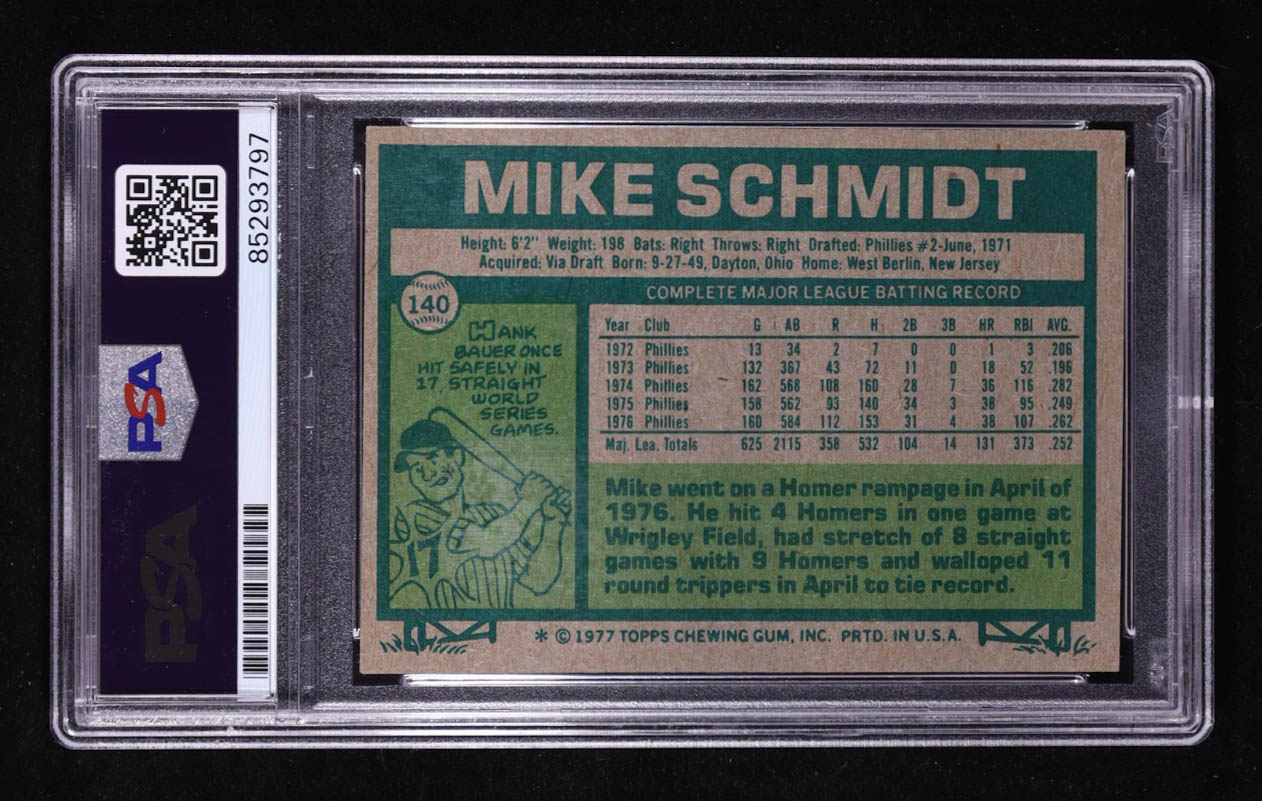 85293797
PSA
PSA
PSA
MIKE SCHMIDT
Height: 6'2" Weight: 198 Bats: Right Throws: Right Drafted: Phillies #2-June, 1971
Acquired: Via Draft Born: 9-27-49, Dayton, Ohio Home: West Berlin, New Jersey
140
HANK
BAUER ONCE
HIT SAFELY IN
17, STRAIGHT
WORLD
SERIES
GAMES.
17
COMPLETE MAJOR LEAGUE BATTING RECORD
Year Club G AB R H 2B 3B HR RBI AVG.
1972 Phillies 13 34 2 7 0 0 1 3 .206
1973 Phillies 132 367 43 72 11 0 18 52 .196
1974 Phillies 162 568 108 160 28 7 36 116 .282
1975 Phillies 158 562 93 140 34 3 38 95 .249
1976 Phillies 160 584 112 153 31 4 38 107 .262
Maj. Lea. Totals 625 2115 358 532 104 14 131 373 .252
Mike went on a Homer rampage in April of
1976. He hit 4 Homers in one game at
Wrigley Field, had stretch of 8 straight
games with 9 Homers and walloped 11
round trippers in April to tie record.
* © 1977 TOPPS CHEWING GUM, INC. PRTD. IN U.S.A.